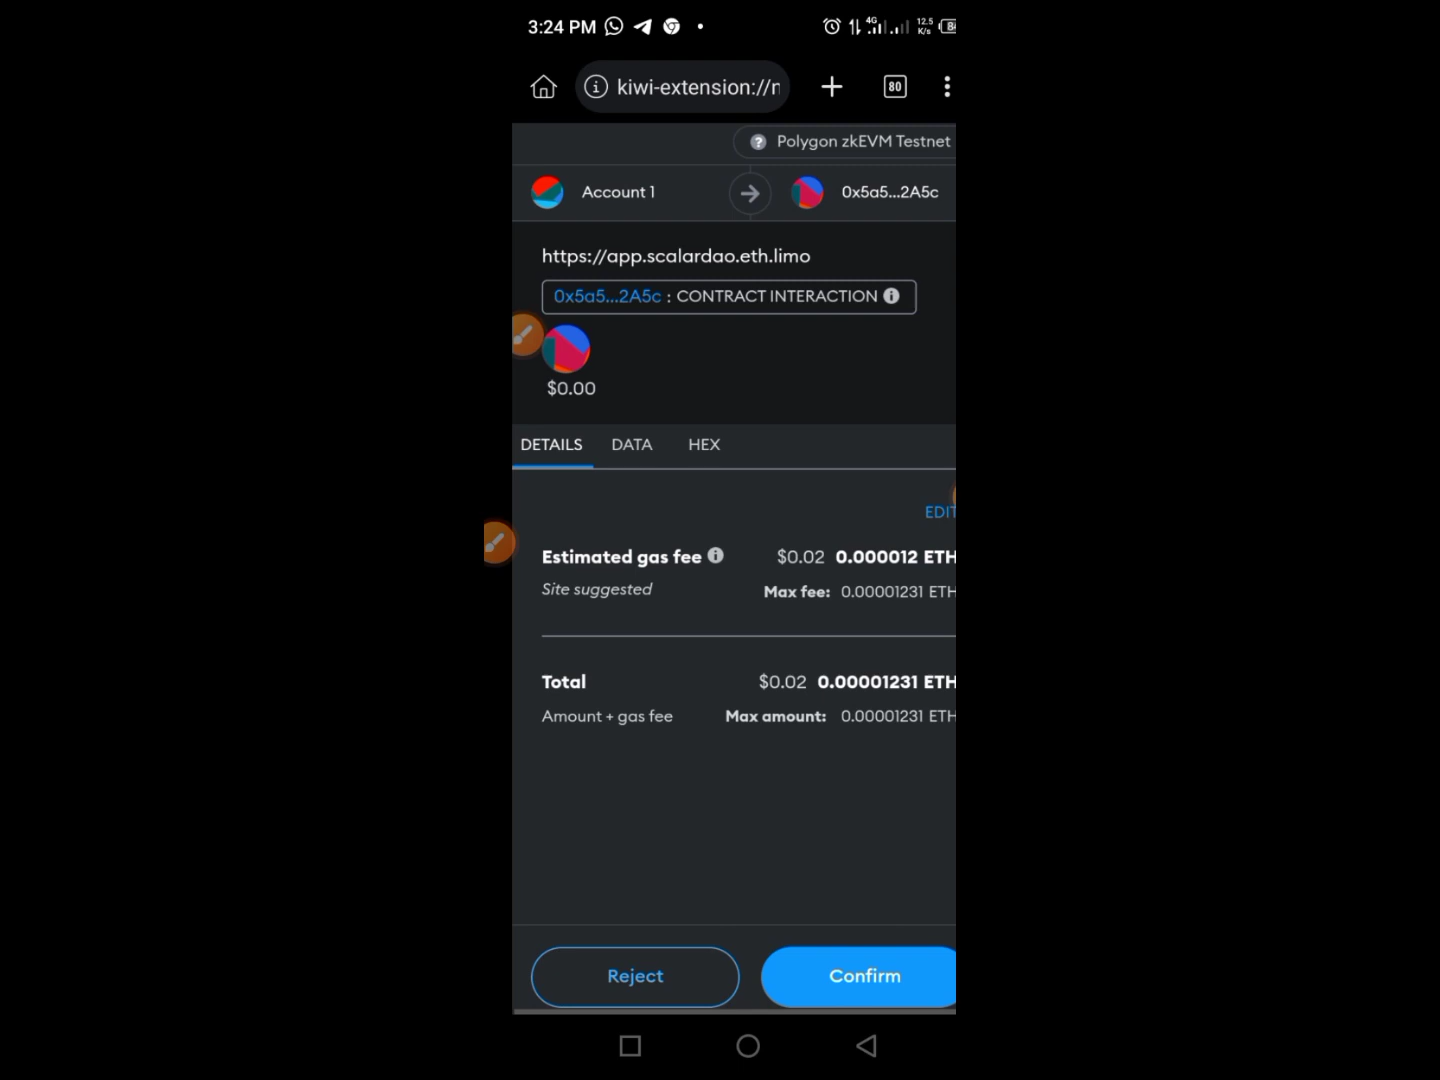 3:24 PM
4G 12.5 K/s
kiwi-extension://
80
Polygon zkEVM Testnet
Account 1
0x5a5...2A5c
https://app.scalardao.eth.limo
0x5a5...2A5c : CONTRACT INTERACTION
$0.00
DETAILS DATA HEX
EDIT
Estimated gas fee $0.02 0.000012 ETH
Site suggested Max fee: 0.00001231 ETH
Total $0.02 0.00001231 ETH
Amount + gas fee Max amount: 0.00001231 ETH
Reject Confirm